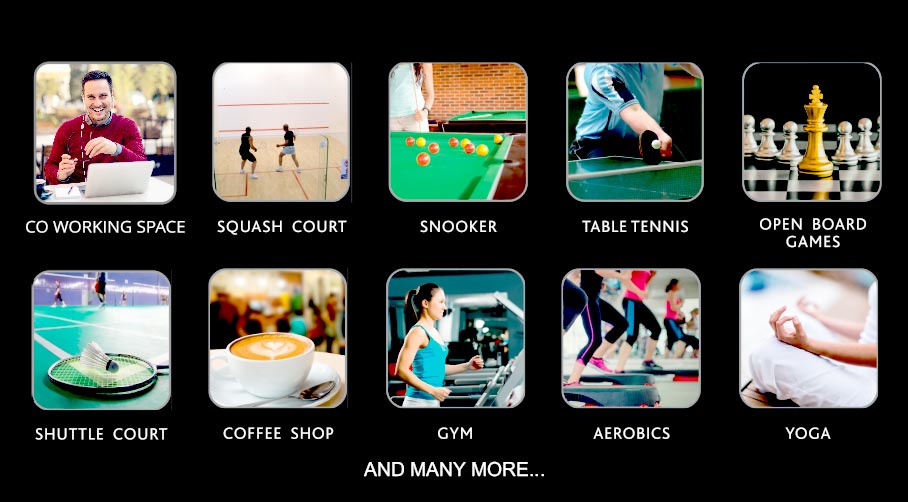 CO WORKING SPACE
SQUASH COURT
SNOOKER
TABLE TENNIS
OPEN BOARD
GAMES
SHUTTLE COURT
COFFEE SHOP
GYM
AEROBICS
YOGA
AND MANY MORE...